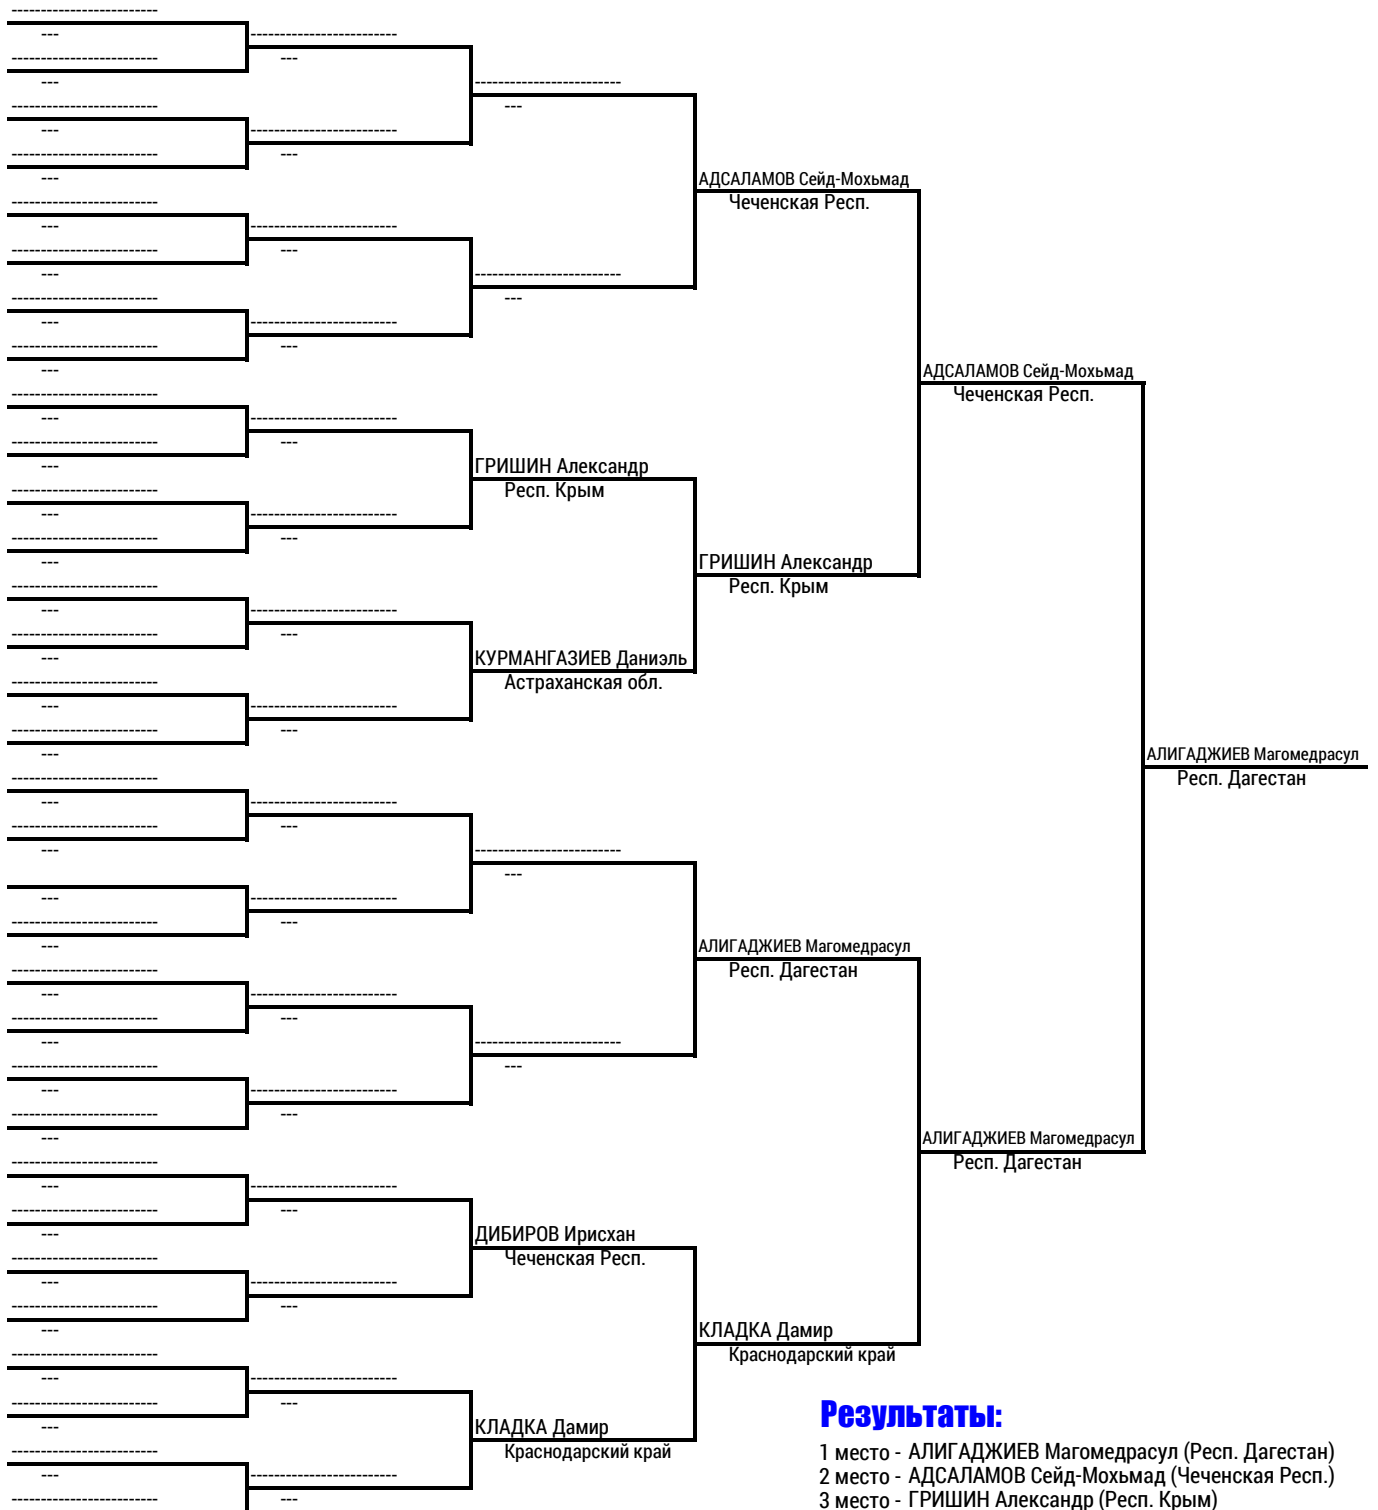 АДСАЛАМОВ Сейд-Мохьмад
Чеченская Респ.
АДСАЛАМОВ Сейд-Мохьмад
Чеченская Респ.
ГРИШИН Александр
Респ. Крым
ГРИШИН Александр
Респ. Крым
КУРМАНГАЗИЕВ Даниэль
Астраханская обл.
АЛИГАДЖИЕВ Магомедрасул
Респ. Дагестан
АЛИГАДЖИЕВ Магомедрасул
Респ. Дагестан
АЛИГАДЖИЕВ Магомедрасул
Респ. Дагестан
ДИБИРОВ Ирисхан
Чеченская Респ.
КЛАДКА Дамир
Краснодарский край
КЛАДКА Дамир
Краснодарский край
Результаты:
1 место - АЛИГАДЖИЕВ Магомедрасул (Респ. Дагестан)
2 место - АДСАЛАМОВ Сейд-Мохьмад (Чеченская Респ.)
3 место - ГРИШИН Александр (Респ. Крым)